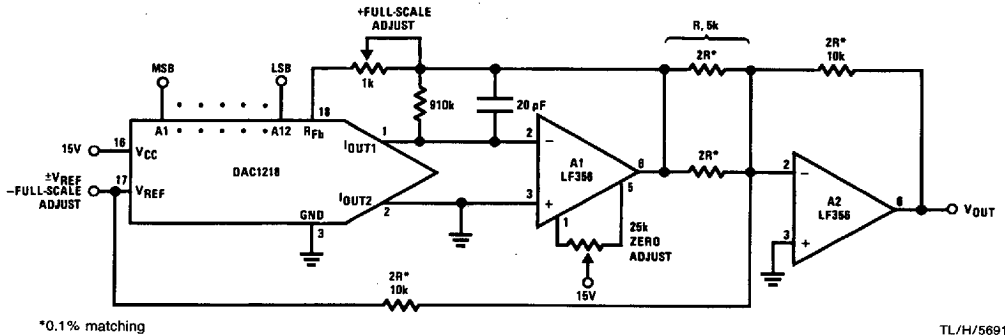 +FULL-SCALE
ADJUST
R, 5k
MSB
LSB
2R*
2R*
10k
1k
18
910k
20 pF
A1
A12
RFb
IOUT1
1
2
6
15V
16
VCC
±VREF
17
−FULL-SCALE
ADJUST
VREF
DAC1218
A1
LF356
2R*
5
2
A2
LF356
6
VOUT
IOUT2
2
3
1
3
GND
3
25k
ZERO
ADJUST
15V
2R*
10k
*0.1% matching
TL/H/5691